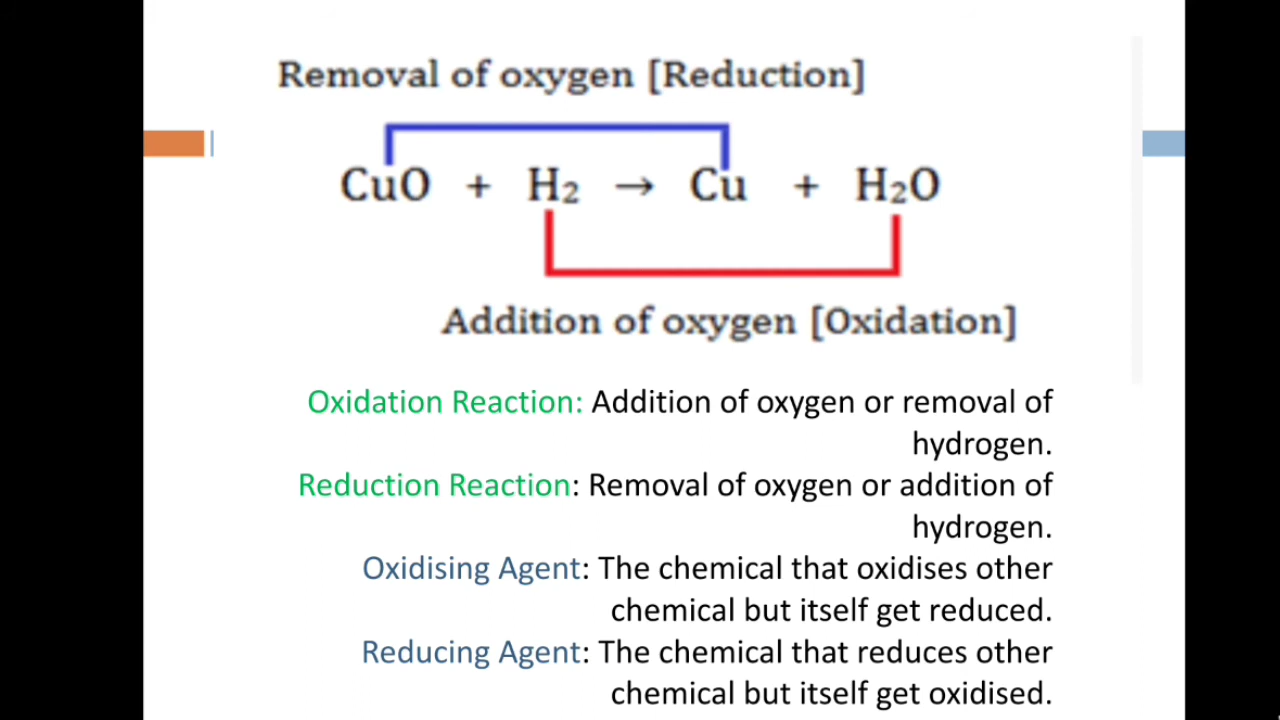 Removal of oxygen [Reduction]
CuO + H₂ → Cu + H₂O
Addition of oxygen [Oxidation]
Oxidation Reaction: Addition of oxygen or removal of
hydrogen.
Reduction Reaction: Removal of oxygen or addition of
hydrogen.
Oxidising Agent: The chemical that oxidises other
chemical but itself get reduced.
Reducing Agent: The chemical that reduces other
chemical but itself get oxidised.